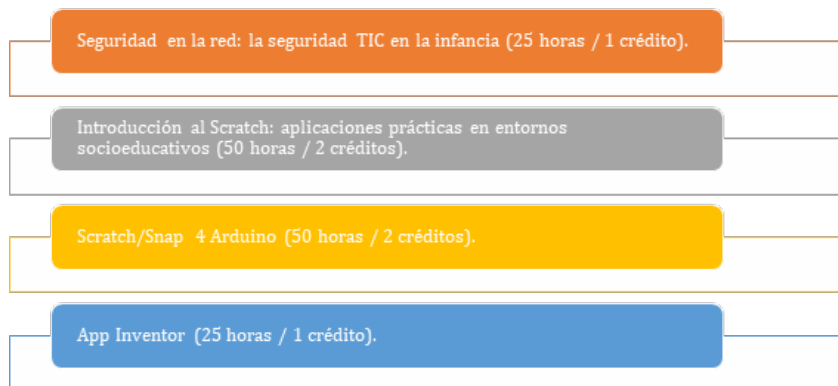 Seguridad en la red: la seguridad TIC en la infancia (25 horas / 1 crédito).
Introducción al Scratch: aplicaciones prácticas en entornos
socioeducativos (50 horas / 2 créditos).
Scratch/Snap 4 Arduino (50 horas / 2 créditos).
App Inventor (25 horas / 1 crédito).